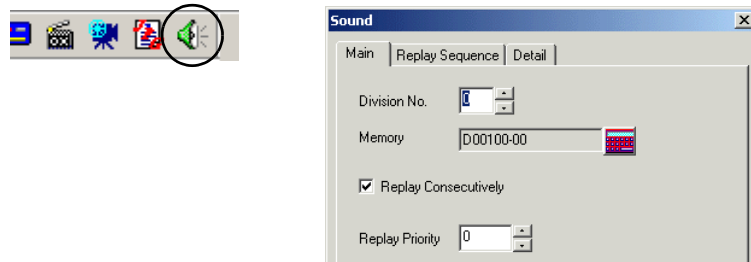 Sound
Main Replay Sequence Detail
Division No. 0
Memory D00100-00
Replay Consecutively
Replay Priority 0